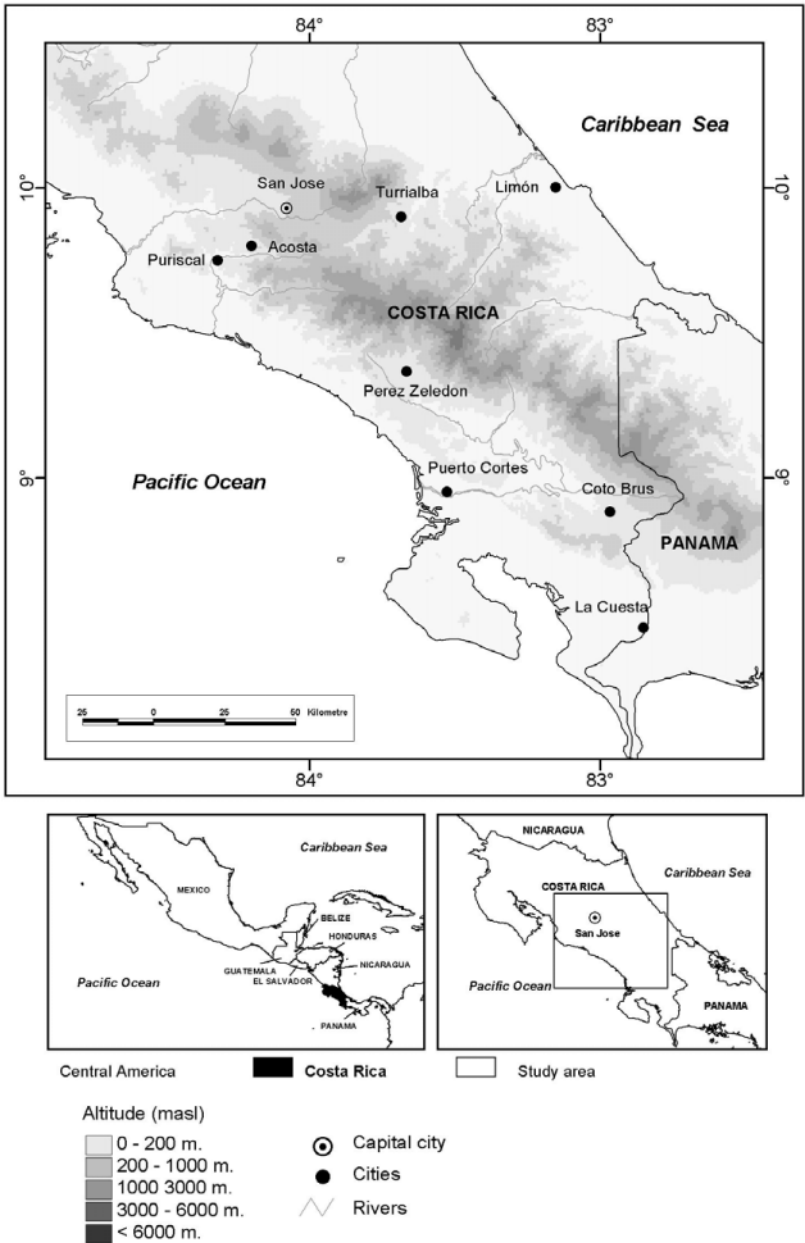 84°
83°
Caribbean Sea
10°
10°
San Jose
Turrialba
Limón
Acosta
Puriscal
COSTA RICA
Perez Zeledon
9°
9°
Pacific Ocean
Puerto Cortes
Coto Brus
PANAMA
La Cuesta
25 0 25 50 Kilometre
84°
83°
Caribbean Sea
MEXICO
BELIZE
HONDURAS
GUATEMALA
NICARAGUA
EL SALVADOR
Pacific Ocean
PANAMA
NICARAGUA
Caribbean Sea
COSTA RICA
San Jose
Pacific Ocean
PANAMA
Central America
Costa Rica
Study area
Altitude (masl)
0 - 200 m.
200 - 1000 m.
1000 3000 m.
3000 - 6000 m.
< 6000 m.
Capital city
Cities
Rivers